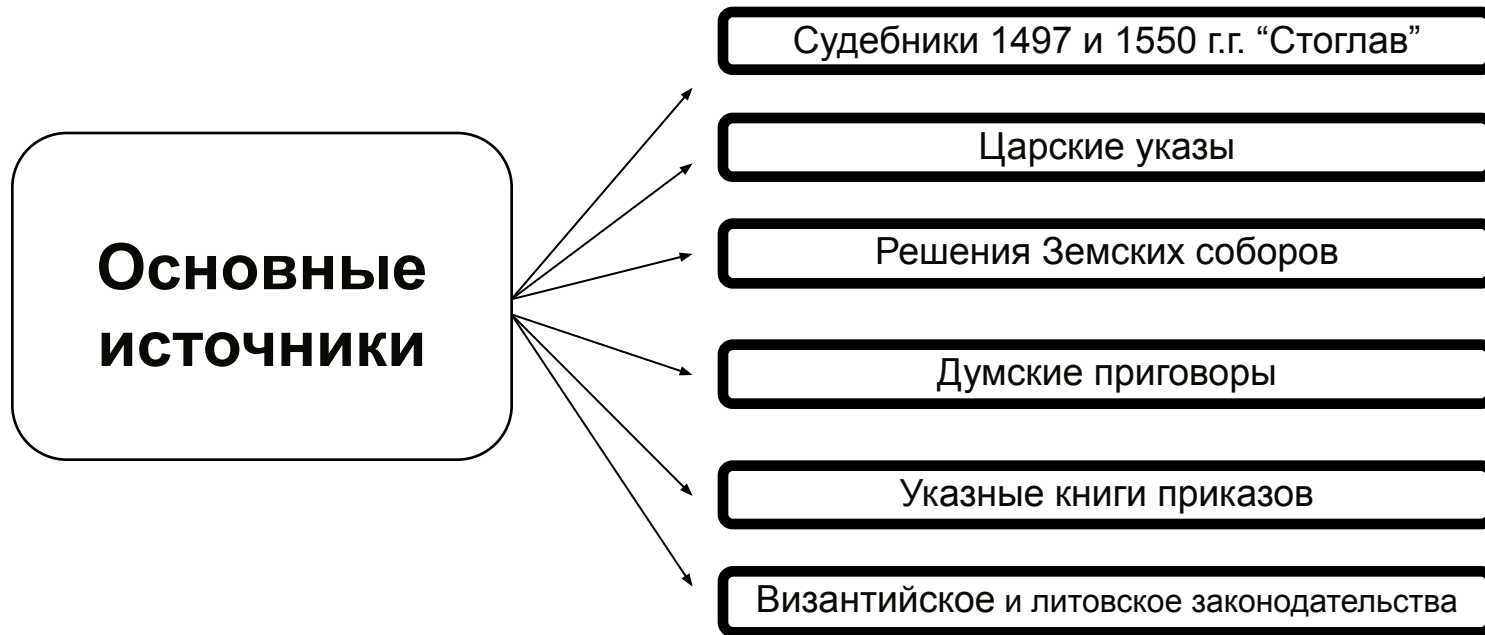 Основные
источники
Судебники 1497 и 1550 г.г. “Стоглав”
Царские указы
Решения Земских соборов
Думские приговоры
Указные книги приказов
Византийское и литовское законодательства